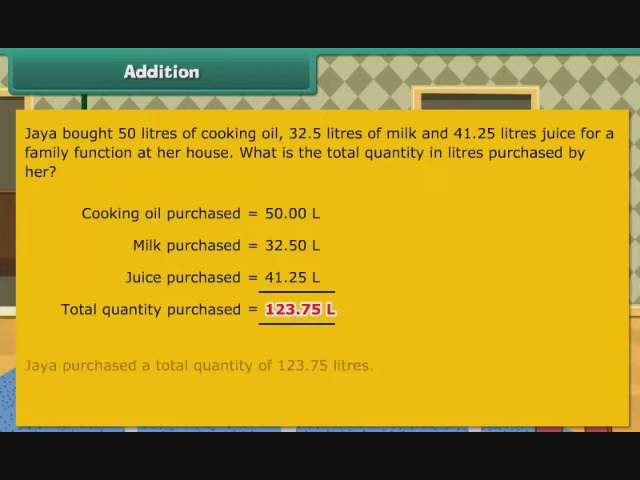 Addition
Jaya bought 50 litres of cooking oil, 32.5 litres of milk and 41.25 litres juice for a
family function at her house. What is the total quantity in litres purchased by
her?
Cooking oil purchased = 50.00 L
Milk purchased = 32.50 L
Juice purchased = 41.25 L
Total quantity purchased = 123.75 L
Jaya purchased a total quantity of 123.75 litres.